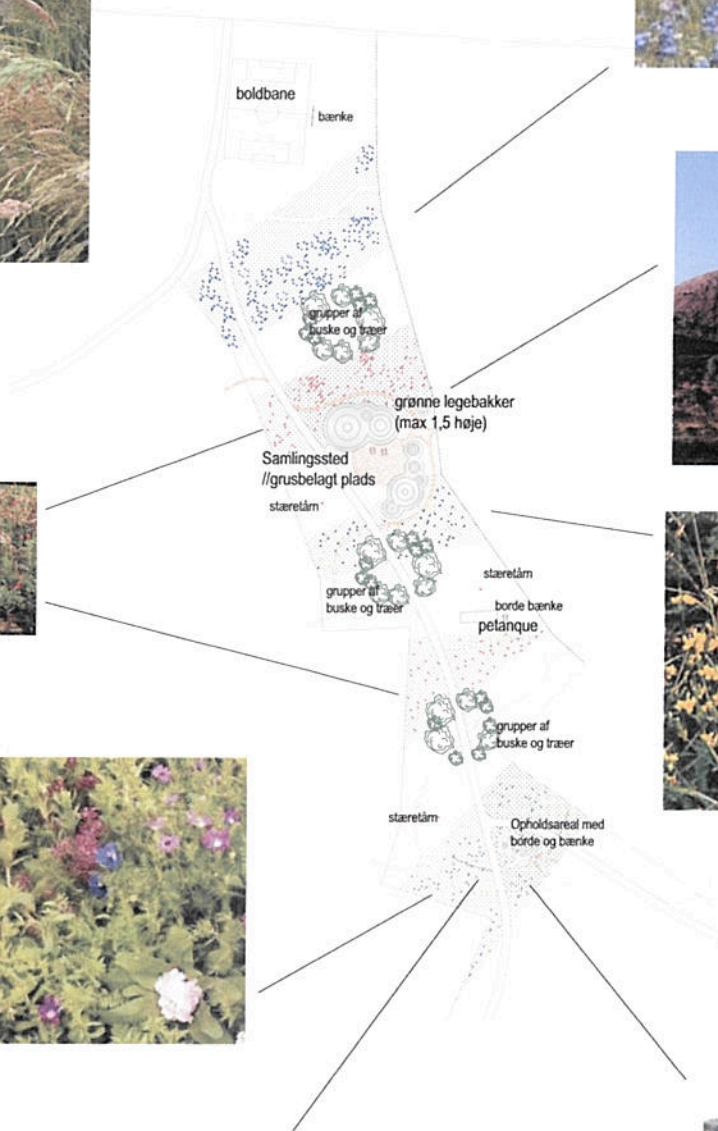 boldbane
bænke
grupper af
buske og træer
grønne legebakker
(max 1,5 høje)
Samlingssted
//grusbelagt plads
stæretårn
grupper af
buske og træer
stæretårn
borde bænke
petanque
grupper af
buske og træer
stæretårn
Opholdsareal med
borde og bænke